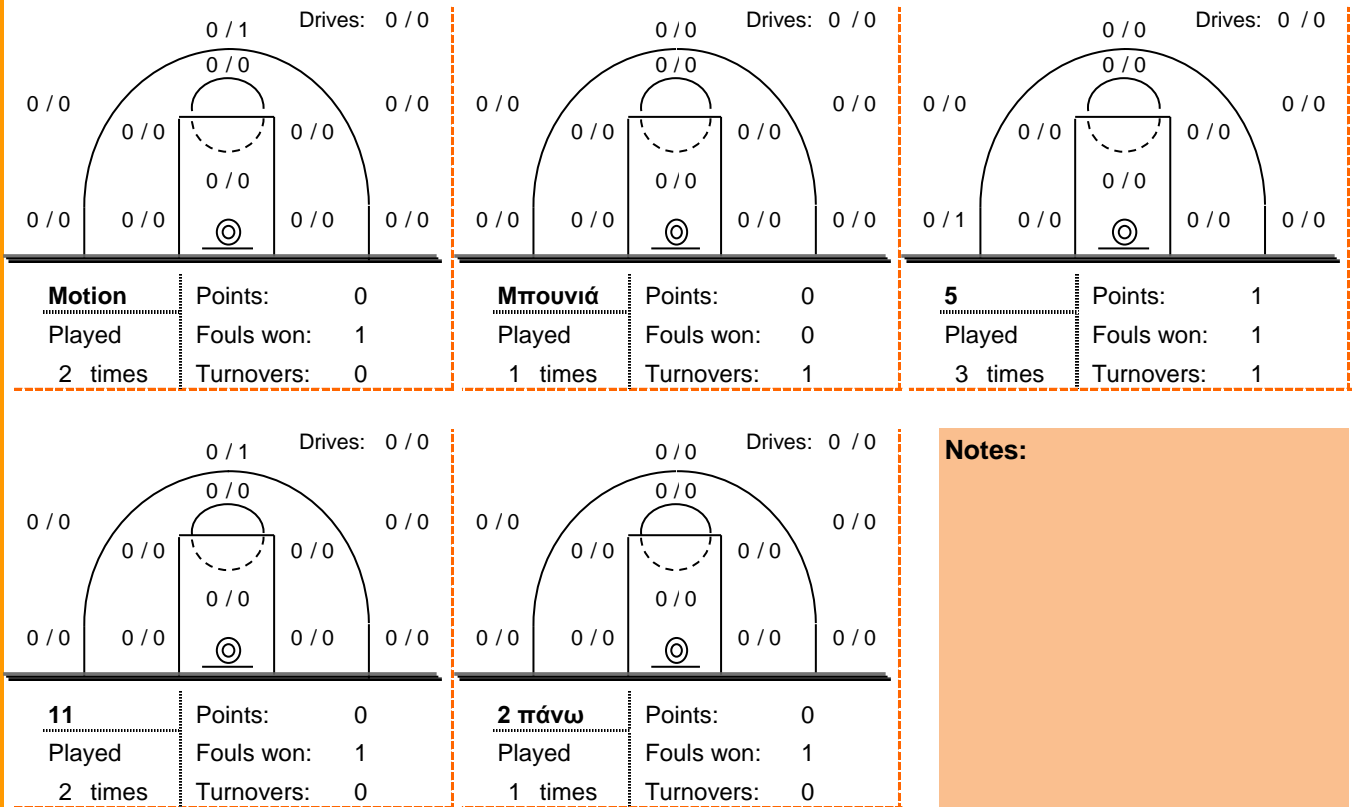 0 / 1 Drives: 0 / 0
0 / 0
0 / 0 0 / 0
0 / 0 0 / 0
0 / 0
0 / 0 0 / 0 0 / 0 0 / 0
Motion Points: 0
Played Fouls won: 1
2 times Turnovers: 0
0 / 0 Drives: 0 / 0
0 / 0
0 / 0 0 / 0
0 / 0 0 / 0
0 / 0
0 / 0 0 / 0 0 / 0 0 / 0
Μπουνιά Points: 0
Played Fouls won: 0
1 times Turnovers: 1
0 / 0 Drives: 0 / 0
0 / 0
0 / 0 0 / 0
0 / 0 0 / 0
0 / 0
0 / 1 0 / 0 0 / 0 0 / 0
5 Points: 1
Played Fouls won: 1
3 times Turnovers: 1
0 / 1 Drives: 0 / 0
0 / 0
0 / 0 0 / 0
0 / 0 0 / 0
0 / 0
0 / 0 0 / 0 0 / 0 0 / 0
11 Points: 0
Played Fouls won: 1
2 times Turnovers: 0
0 / 0 Drives: 0 / 0
0 / 0
0 / 0 0 / 0
0 / 0 0 / 0
0 / 0
0 / 0 0 / 0 0 / 0 0 / 0
2 πάνω Points: 0
Played Fouls won: 1
1 times Turnovers: 0
Notes: